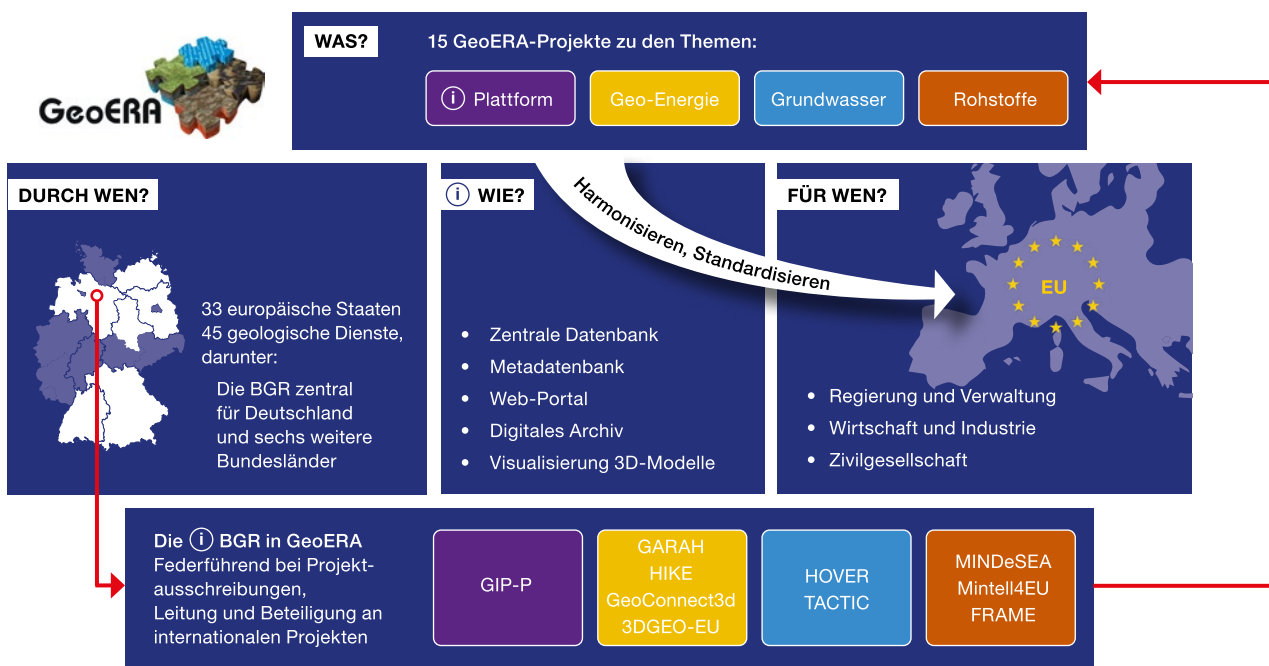 GeoERA
WAS?
15 GeoERA-Projekte zu den Themen:
i Plattform
Geo-Energie
Grundwasser
Rohstoffe
DURCH WEN?
33 europäische Staaten
45 geologische Dienste,
darunter:
Die BGR zentral
für Deutschland
und sechs weitere
Bundesländer
i WIE?
Harmonisieren, Standardisieren
• Zentrale Datenbank
• Metadatenbank
• Web-Portal
• Digitales Archiv
• Visualisierung 3D-Modelle
FÜR WEN?
EU
• Regierung und Verwaltung
• Wirtschaft und Industrie
• Zivilgesellschaft
Die i BGR in GeoERA
Federführend bei Projekt-
ausschreibungen,
Leitung und Beteiligung an
internationalen Projekten
GIP-P
GARAH
HIKE
GeoConnect3d
3DGEO-EU
HOVER
TACTIC
MINDeSEA
Mintell4EU
FRAME